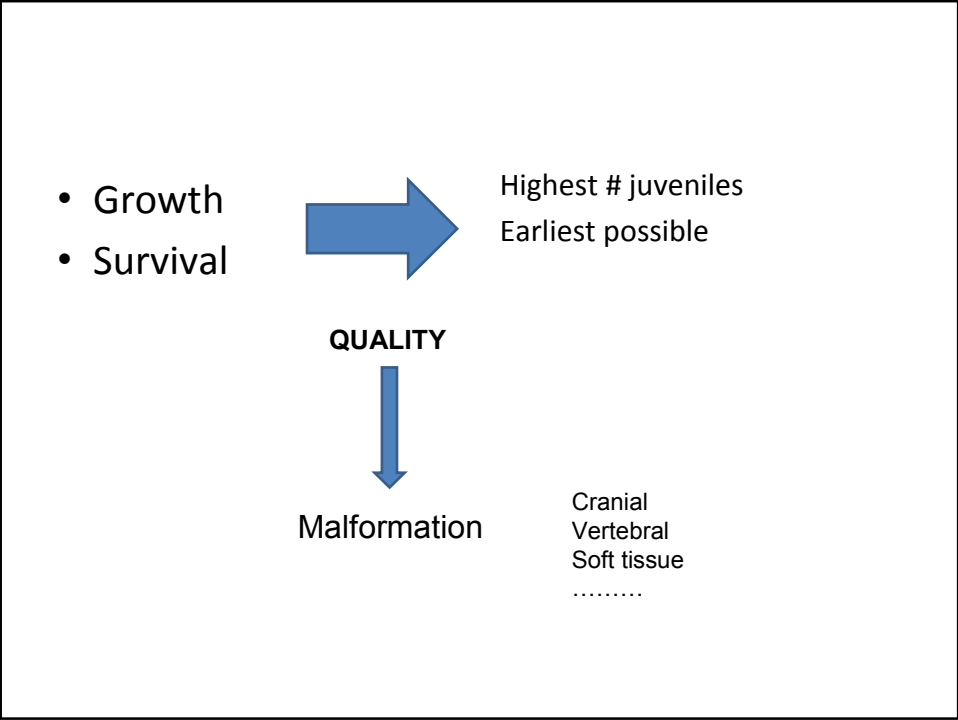 • Growth
• Survival
Highest # juveniles
Earliest possible
QUALITY
Malformation
Cranial
Vertebral
Soft tissue
………